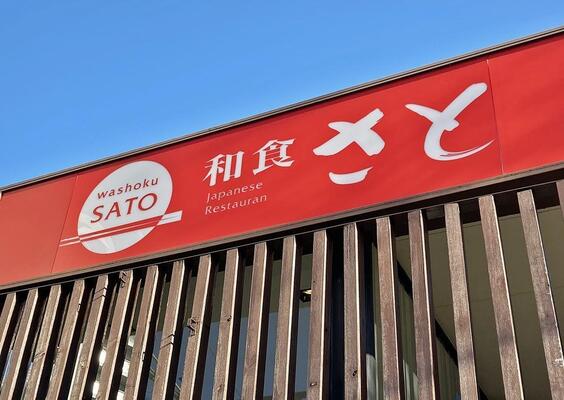 washoku
SATO
和食
Japanese
Restauran
さと